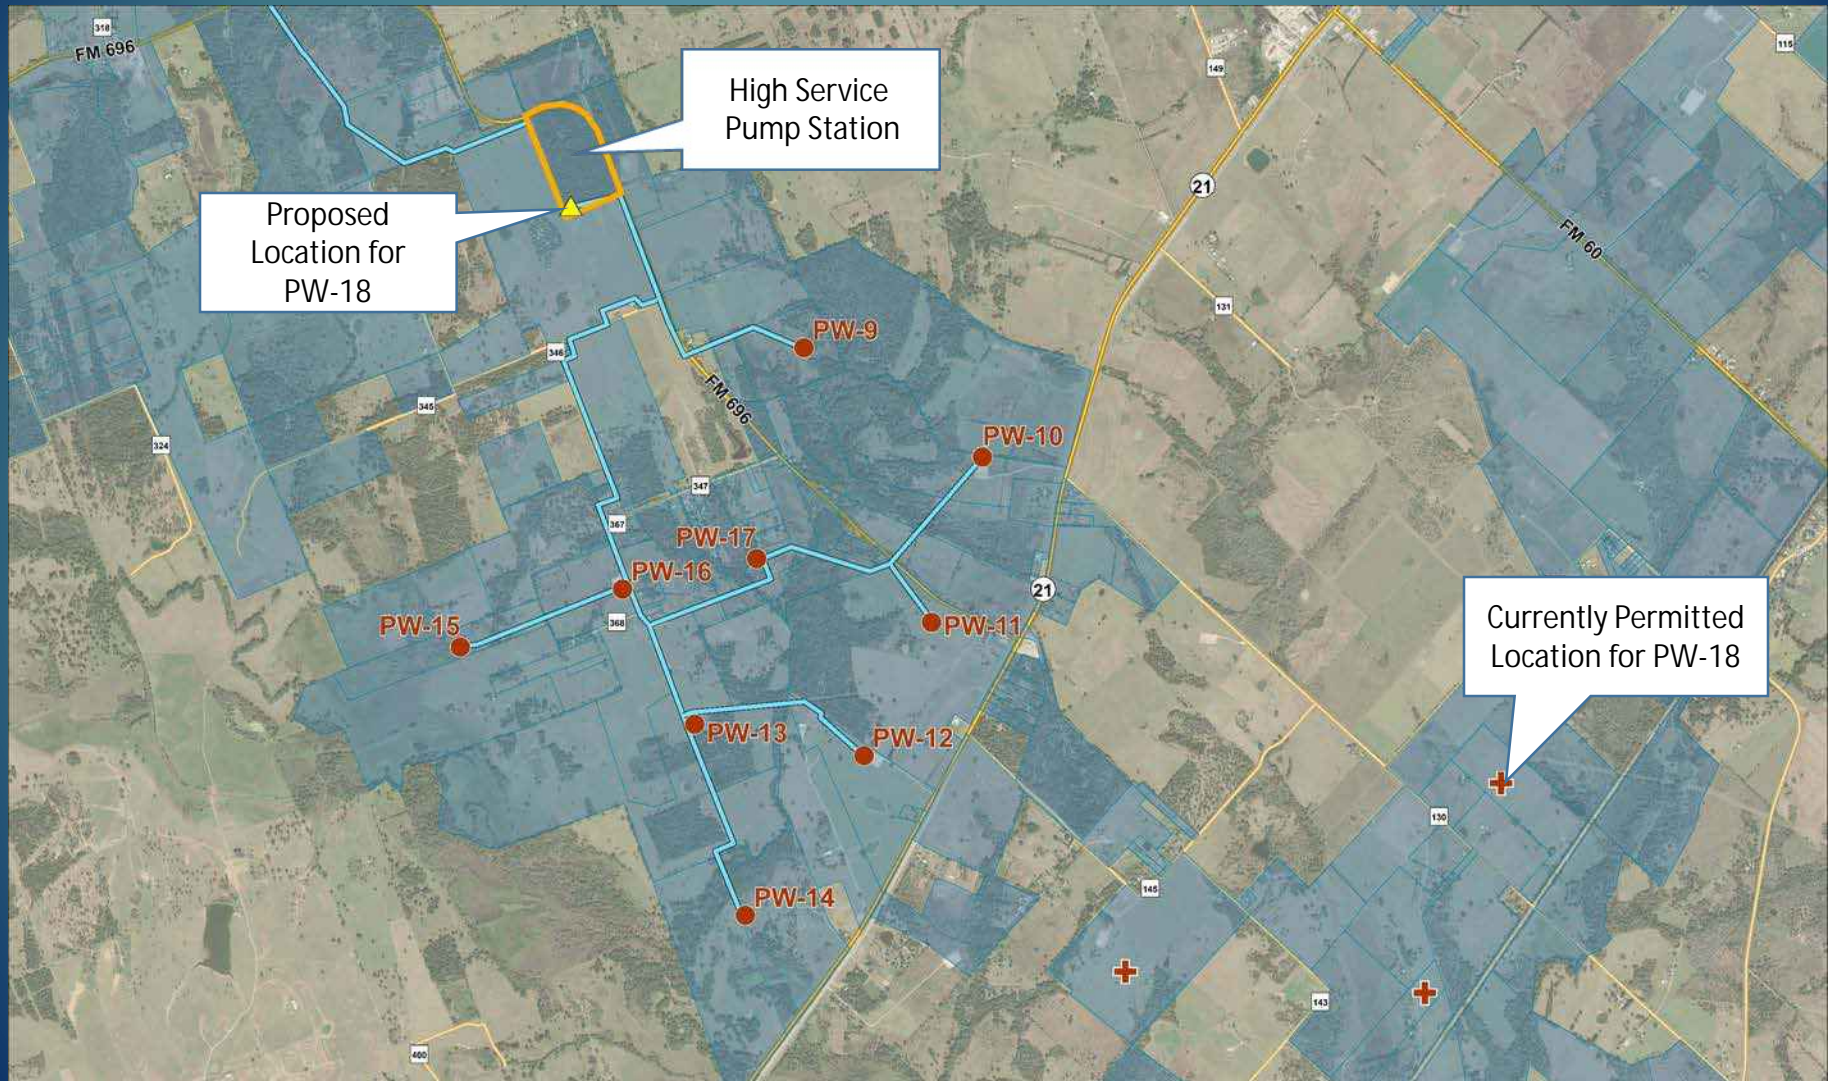 318
FM 696
High Service
Pump Station
149
115
21
Proposed
Location for
PW-18
FM 60
131
PW-9
346
FM 696
345
324
PW-10
347
367
PW-17
PW-16
21
PW-15
368
PW-11
Currently Permitted
Location for PW-18
PW-13
PW-12
130
145
PW-14
143
400